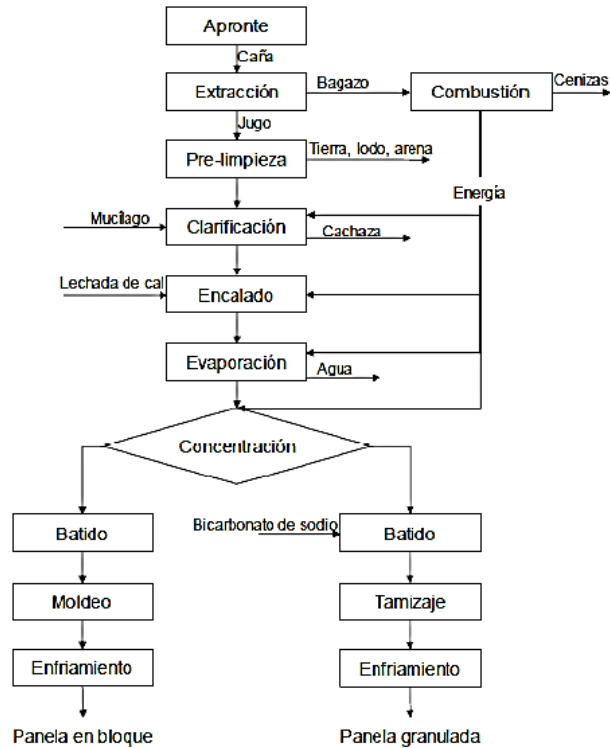 Apronte
Caña
Extracción
Bagazo
Combustión
Cenizas
Jugo
Pre-limpieza
Tierra, lodo, arena
Energía
Mucílago
Clarificación
Cachaza
Lechada de cal
Encalado
Evaporación
Agua
Concentración
Batido
Bicarbonato de sodio
Batido
Moldeo
Tamizaje
Enfriamiento
Enfriamiento
Panela en bloque
Panela granulada